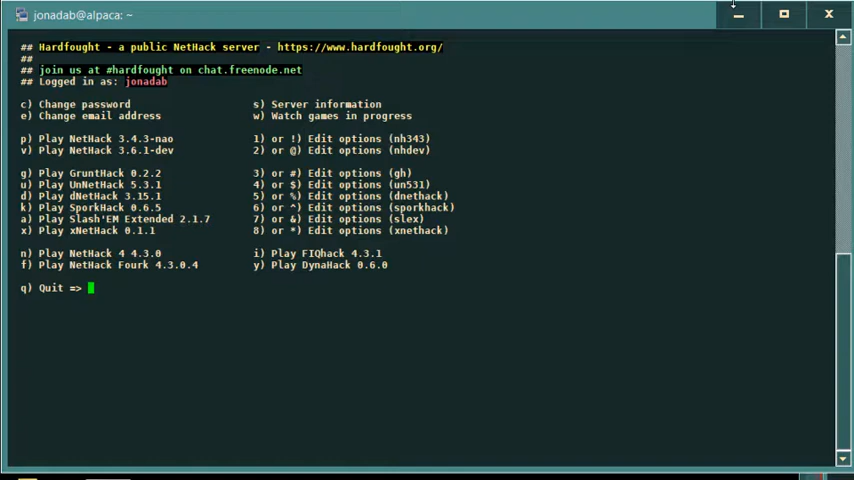 jonadab@alpaca: ~
## Hardfought - a public NetHack server - https://www.hardfought.org/
##
## join us at #hardfought on chat.freenode.net
## Logged in as: jonadab
c) Change password s) Server information
e) Change email address w) Watch games in progress
p) Play NetHack 3.4.3-nao 1) or !) Edit options (nh343)
v) Play NetHack 3.6.1-dev 2) or @) Edit options (nhdev)
g) Play GruntHack 0.2.2 3) or #) Edit options (gh)
u) Play UnNetHack 5.3.1 4) or $) Edit options (un531)
d) Play dNetHack 3.15.1 5) or %) Edit options (dnethack)
k) Play SporkHack 0.6.5 6) or ^) Edit options (sporkhack)
a) Play Slash'EM Extended 2.1.7 7) or &) Edit options (slex)
x) Play xNetHack 0.1.1 8) or *) Edit options (xnethack)
n) Play NetHack 4 4.3.0 i) Play FIQhack 4.3.1
f) Play NetHack Fourk 4.3.0.4 y) Play DynaHack 0.6.0
q) Quit =>